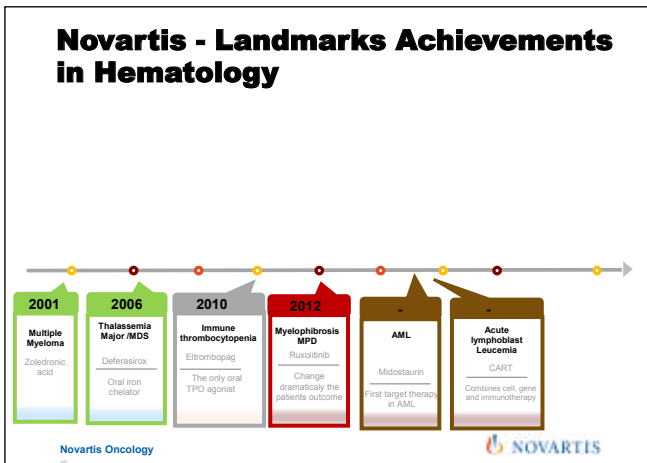 Novartis - Landmarks Achievements
in Hematology
2001
Multiple
Myeloma
Zoledronic
acid
2006
Thalassemia
Major /MDS
Deferasirox
Oral iron
chelator
2010
Immune
thrombocytopenia
Eltrombopag
The only oral
TPO agonist
2012
Myelophibrosis
MPD
Ruxolitinib
Change
dramaticaly the
patients outcome
-
AML
Midostaurin
First target therapy
in AML
-
Acute
lymphoblast
Leucemia
CART
Combines cell, gene
and immunotherapy
Novartis Oncology
NOVARTIS